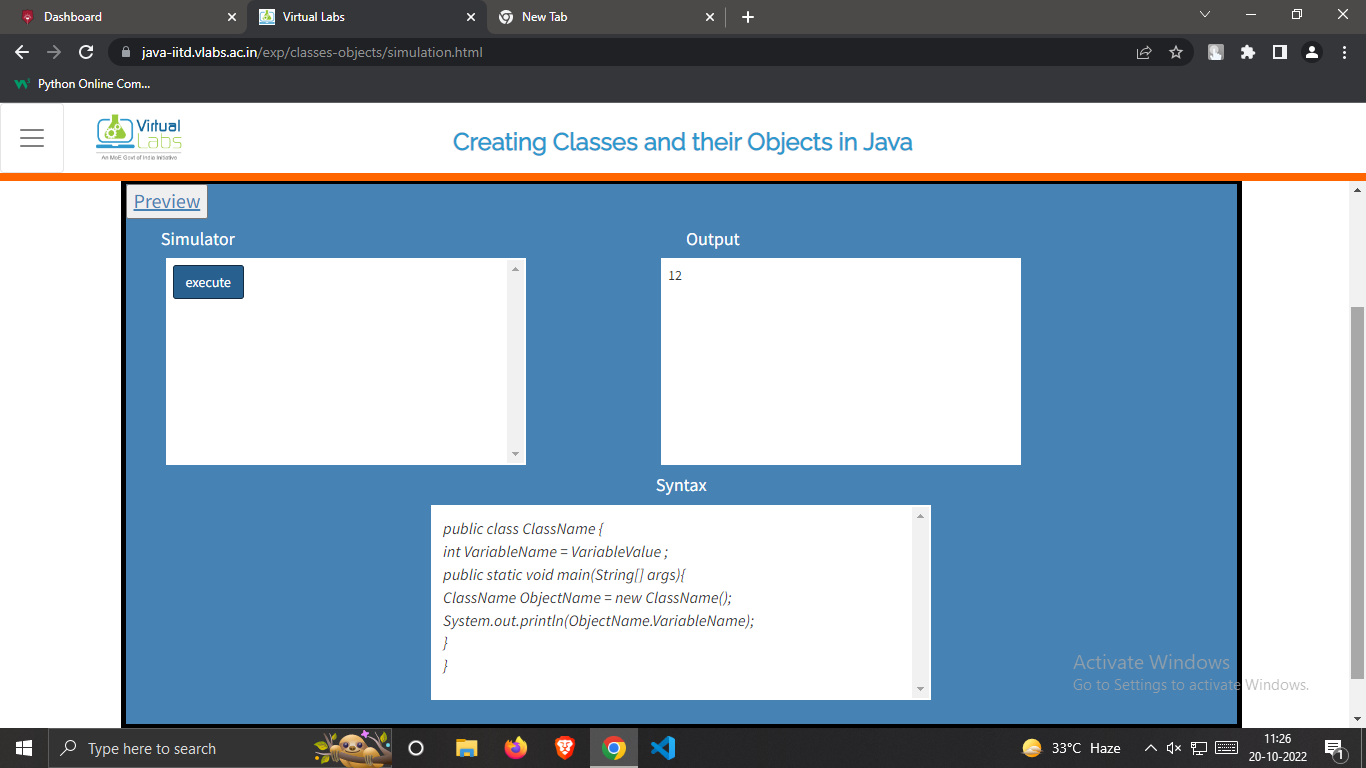 Dashboard
Virtual Labs
New Tab
java-iitd.vlabs.ac.in/exp/classes-objects/simulation.html
Python Online Com...
Virtual
Labs
An MoE Govt of India Initiative
Creating Classes and their Objects in Java
Preview
Simulator
Output
execute
12
Syntax
public class ClassName {
int VariableName = VariableValue ;
public static void main(String[] args){
ClassName ObjectName = new ClassName();
System.out.println(ObjectName.VariableName);
}
}
Activate Windows
Go to Settings to activate Windows.
Type here to search
33°C Haze
11:26
20-10-2022
1